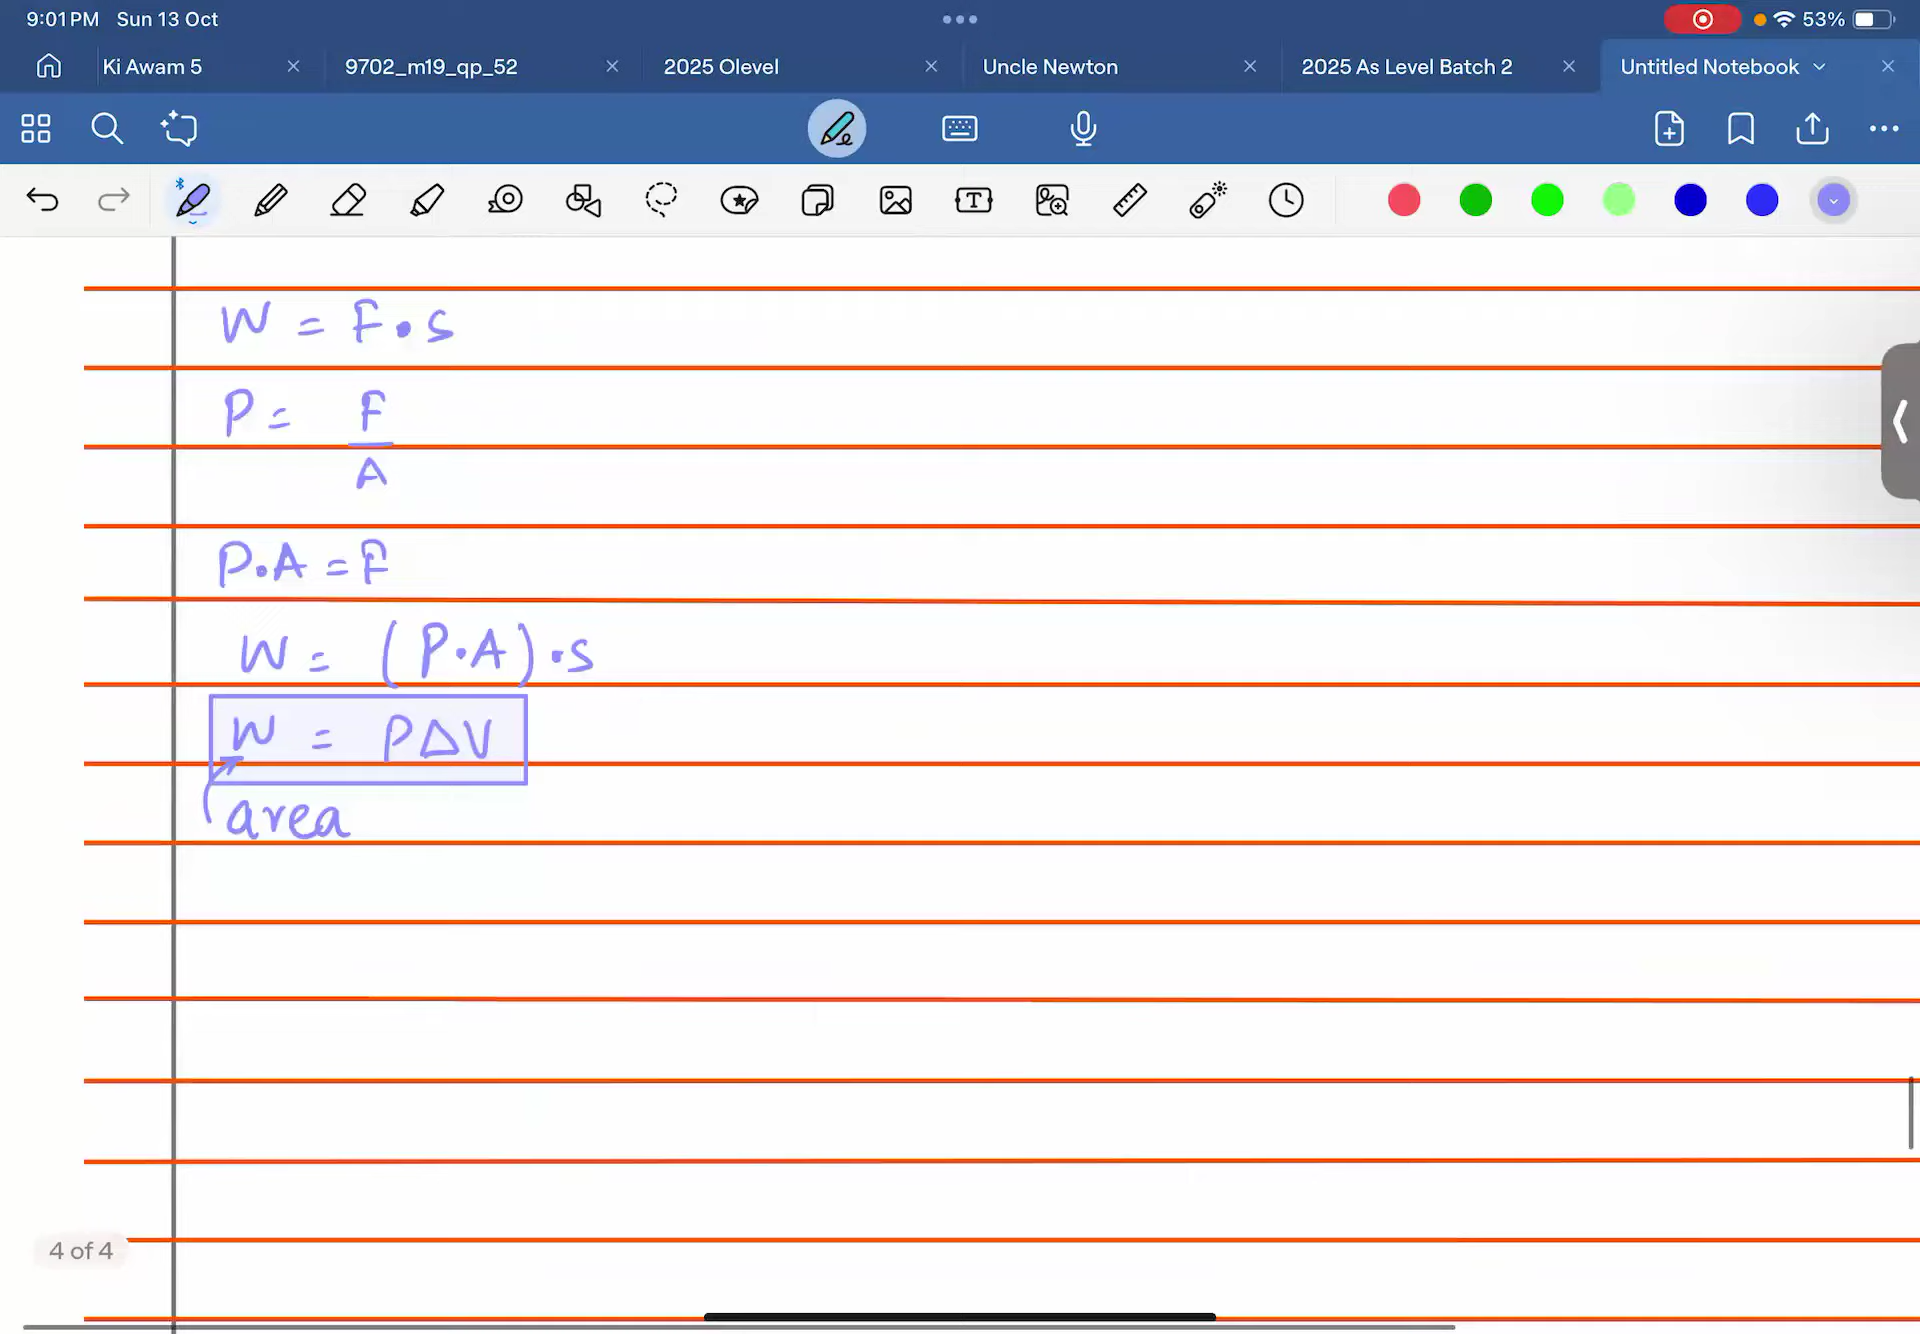 9:01 PM Sun 13 Oct
53%
Ki Awam 5 9702_m19_qp_52 2025 Olevel Uncle Newton 2025 As Level Batch 2 Untitled Notebook
W = F • s
P = F
A
P.A = F
W = (P.A) • s
W = PΔV
area
4 of 4